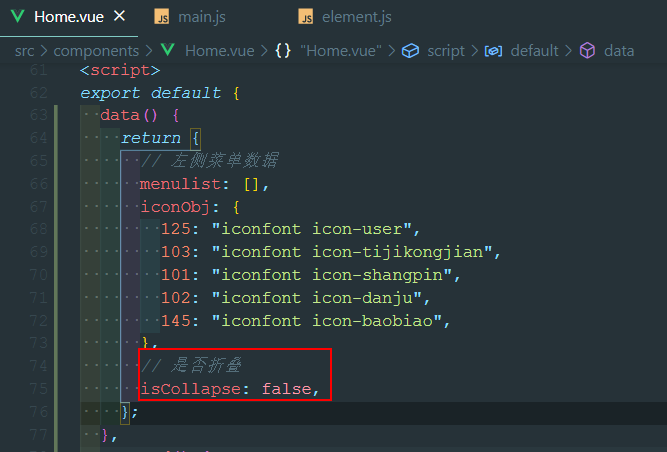 Home.vue
JS main.js
JS element.js
src > components > Home.vue > {} "Home.vue" > script > default > data
61 <script>
62 export default {
63 data() {
64 return {
65 // 左侧菜单数据
66 menulist: [],
67 iconObj: {
68 125: "iconfont icon-user",
69 103: "iconfont icon-tijikongjian",
70 101: "iconfont icon-shangpin",
71 102: "iconfont icon-danju",
72 145: "iconfont icon-baobiao",
73 },
74 // 是否折叠
75 isCollapse: false,
76 };
77 },